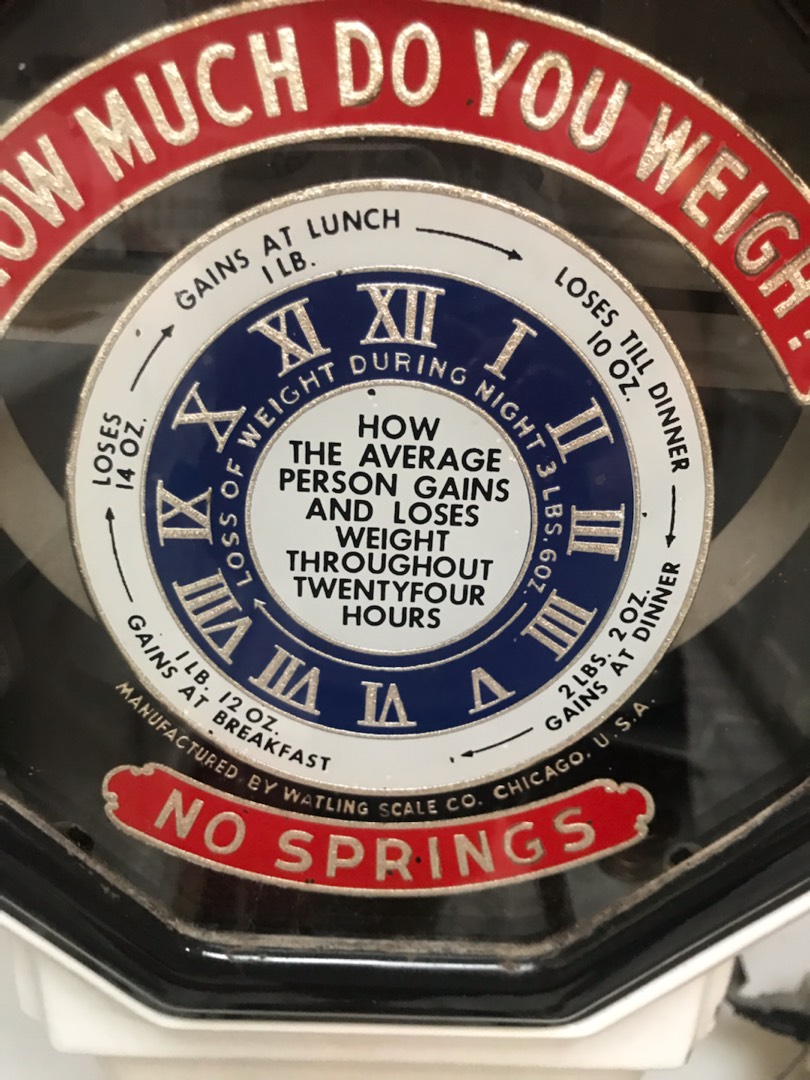 HOW MUCH DO YOU WEIGH?
GAINS AT LUNCH
1 LB.
LOSES TILL DINNER
10 OZ.
2 LBS. 2 OZ.
GAINS AT DINNER
1 LB. 12 OZ.
GAINS AT BREAKFAST
LOSES
14 OZ.
XII
I
II
III
IIII
V
VI
VII
VIII
IX
X
XI
LOSS OF WEIGHT DURING NIGHT 3 LBS. 6 OZ.
HOW
THE AVERAGE
PERSON GAINS
AND LOSES
WEIGHT
THROUGHOUT
TWENTYFOUR
HOURS
MANUFACTURED BY WATLING SCALE CO. CHICAGO, U.S.A.
NO SPRINGS